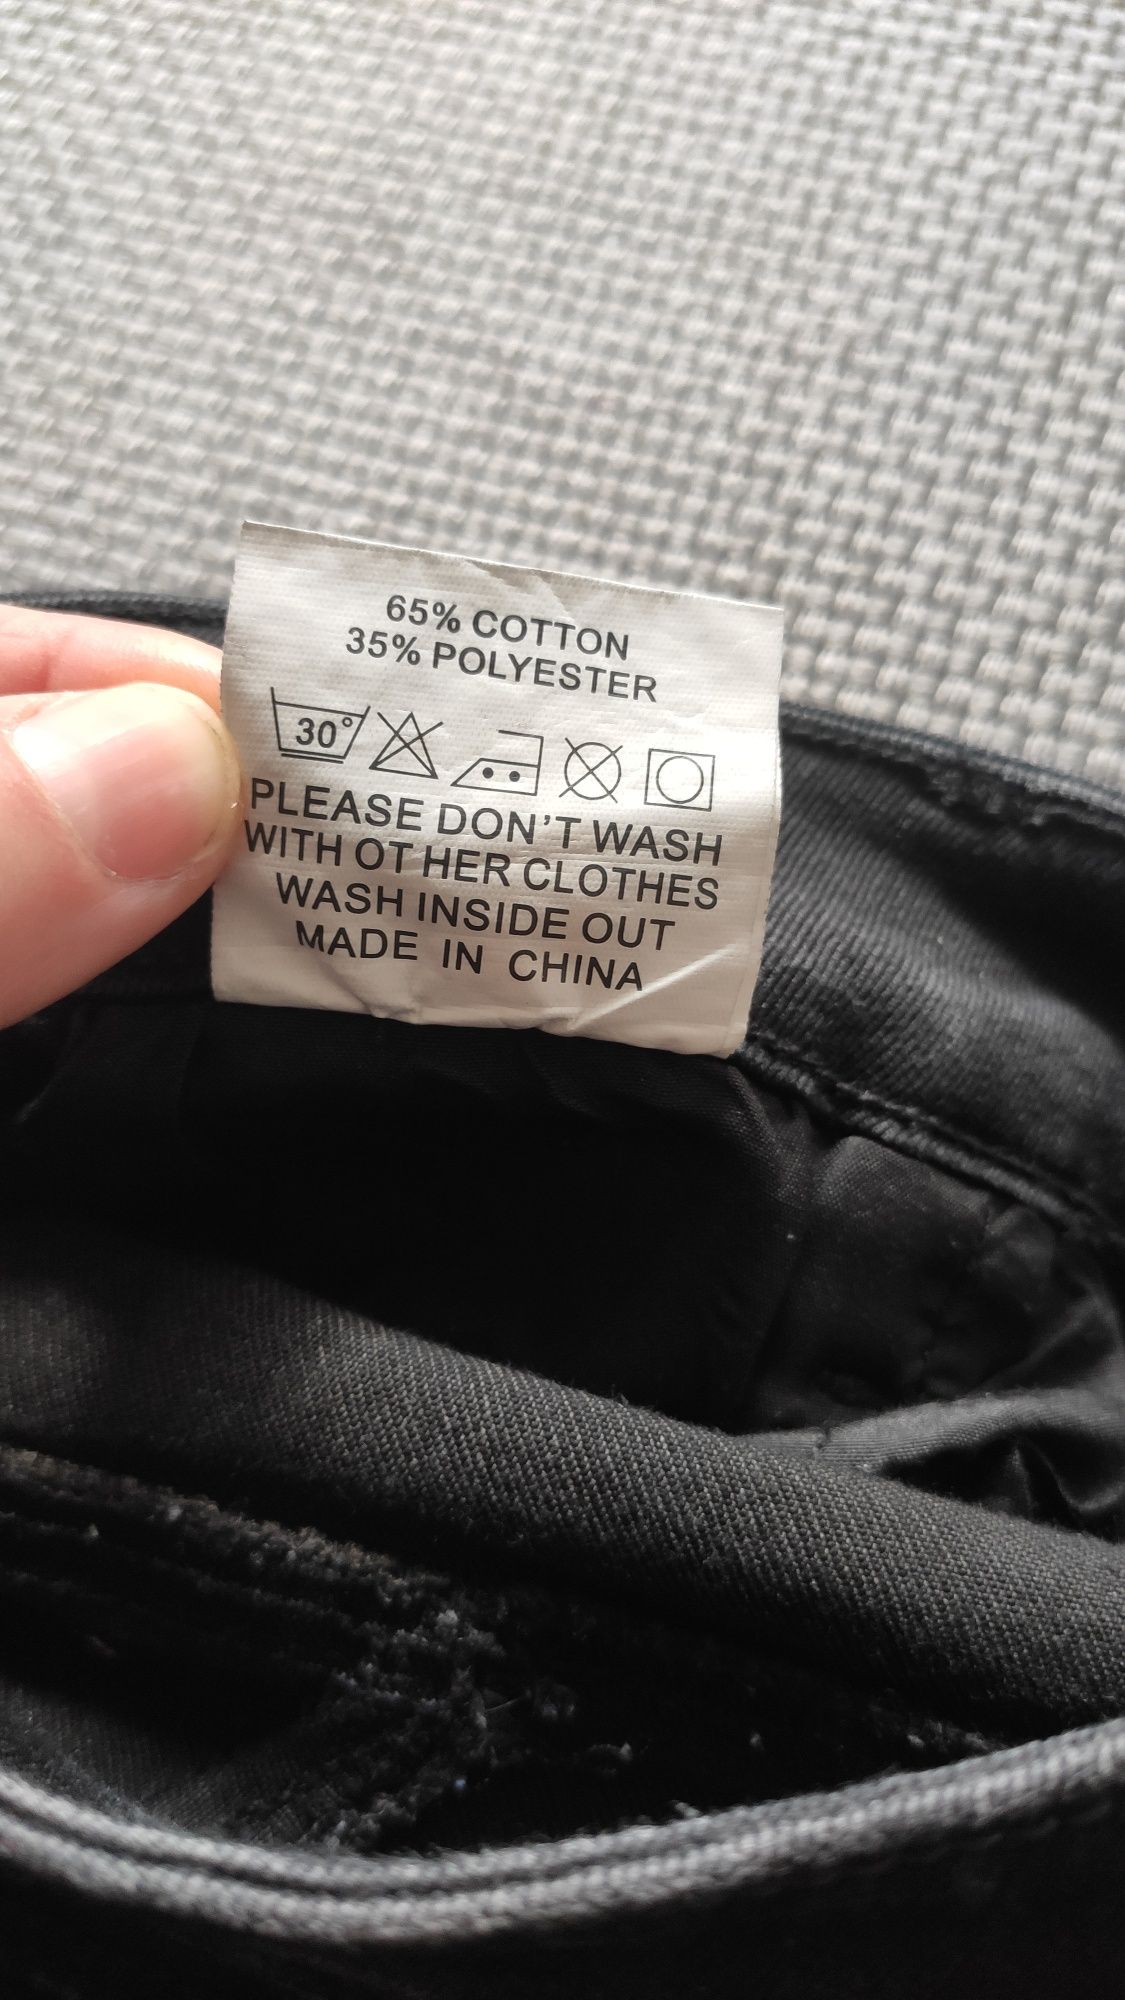 65% COTTON
35% POLYESTER
30°
PLEASE DON'T WASH
WITH OT HER CLOTHES
WASH INSIDE OUT
MADE IN CHINA